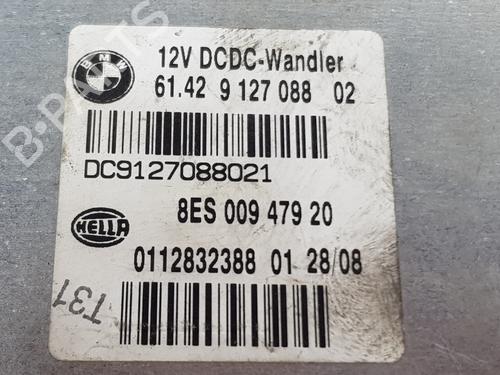 BMW
12V DCDC-Wandler
61.42 9 127 088 02
DC9127088021
8ES 009 479 20
HELLA
0112832388 01 28/08
T31
B-PARTS